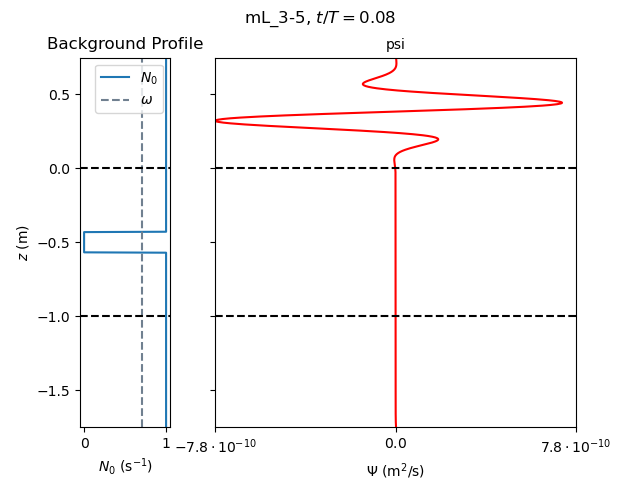 mL_3-5, t/T = 0.08
Background Profile
psi
N₀
ω
0.5
0.0
−0.5
−1.0
−1.5
z (m)
0
1
N₀ (s⁻¹)
−7.8 · 10⁻¹⁰
0.0
7.8 · 10⁻¹⁰
Ψ (m²/s)